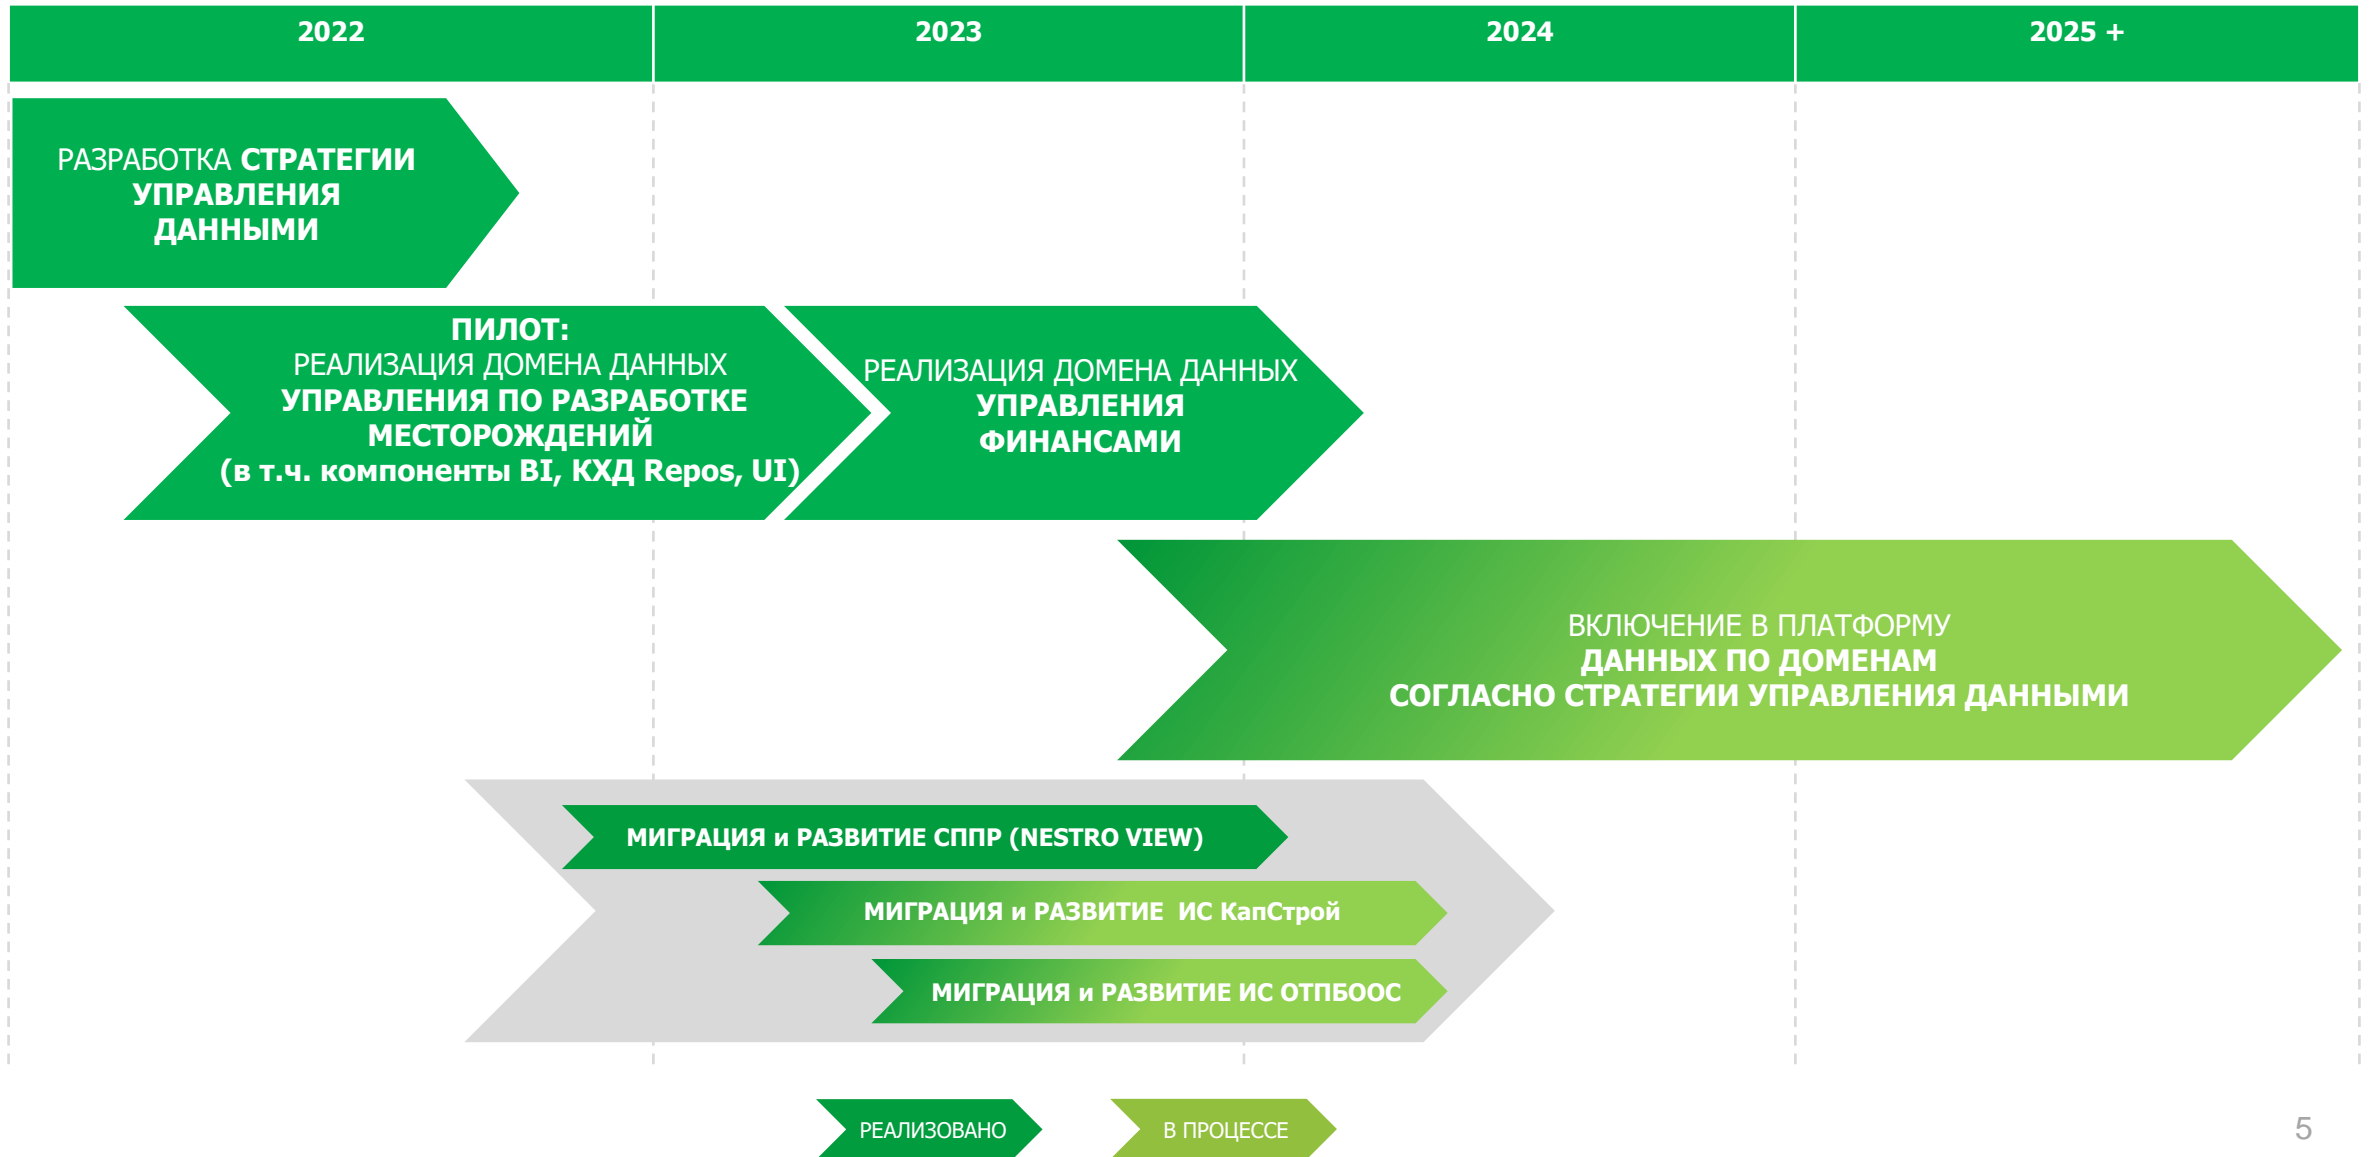 2022
2023
2024
2025 +
РАЗРАБОТКА СТРАТЕГИИ
УПРАВЛЕНИЯ
ДАННЫМИ
ПИЛОТ:
РЕАЛИЗАЦИЯ ДОМЕНА ДАННЫХ
УПРАВЛЕНИЯ ПО РАЗРАБОТКЕ
МЕСТОРОЖДЕНИЙ
(в т.ч. компоненты BI, КХД Repos, UI)
РЕАЛИЗАЦИЯ ДОМЕНА ДАННЫХ
УПРАВЛЕНИЯ
ФИНАНСАМИ
ВКЛЮЧЕНИЕ В ПЛАТФОРМУ
ДАННЫХ ПО ДОМЕНАМ
СОГЛАСНО СТРАТЕГИИ УПРАВЛЕНИЯ ДАННЫМИ
МИГРАЦИЯ и РАЗВИТИЕ СППР (NESTRO VIEW)
МИГРАЦИЯ и РАЗВИТИЕ ИС КапСтрой
МИГРАЦИЯ и РАЗВИТИЕ ИС ОТПБООС
РЕАЛИЗОВАНО
В ПРОЦЕССЕ
5